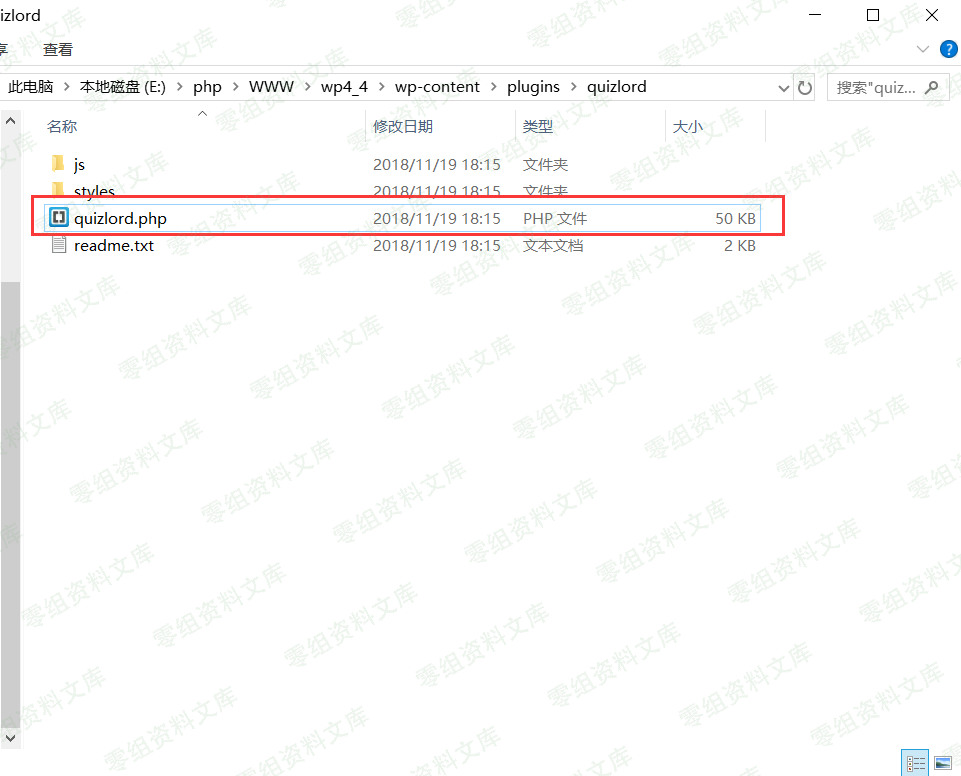 izlord
享 查看
此电脑 > 本地磁盘 (E:) > php > WWW > wp4_4 > wp-content > plugins > quizlord 搜索"quiz...
名称 修改日期 类型 大小
js 2018/11/19 18:15 文件夹
styles 2018/11/19 18:15 文件夹
quizlord.php 2018/11/19 18:15 PHP 文件 50 KB
readme.txt 2018/11/19 18:15 文本文档 2 KB
零组资料文库